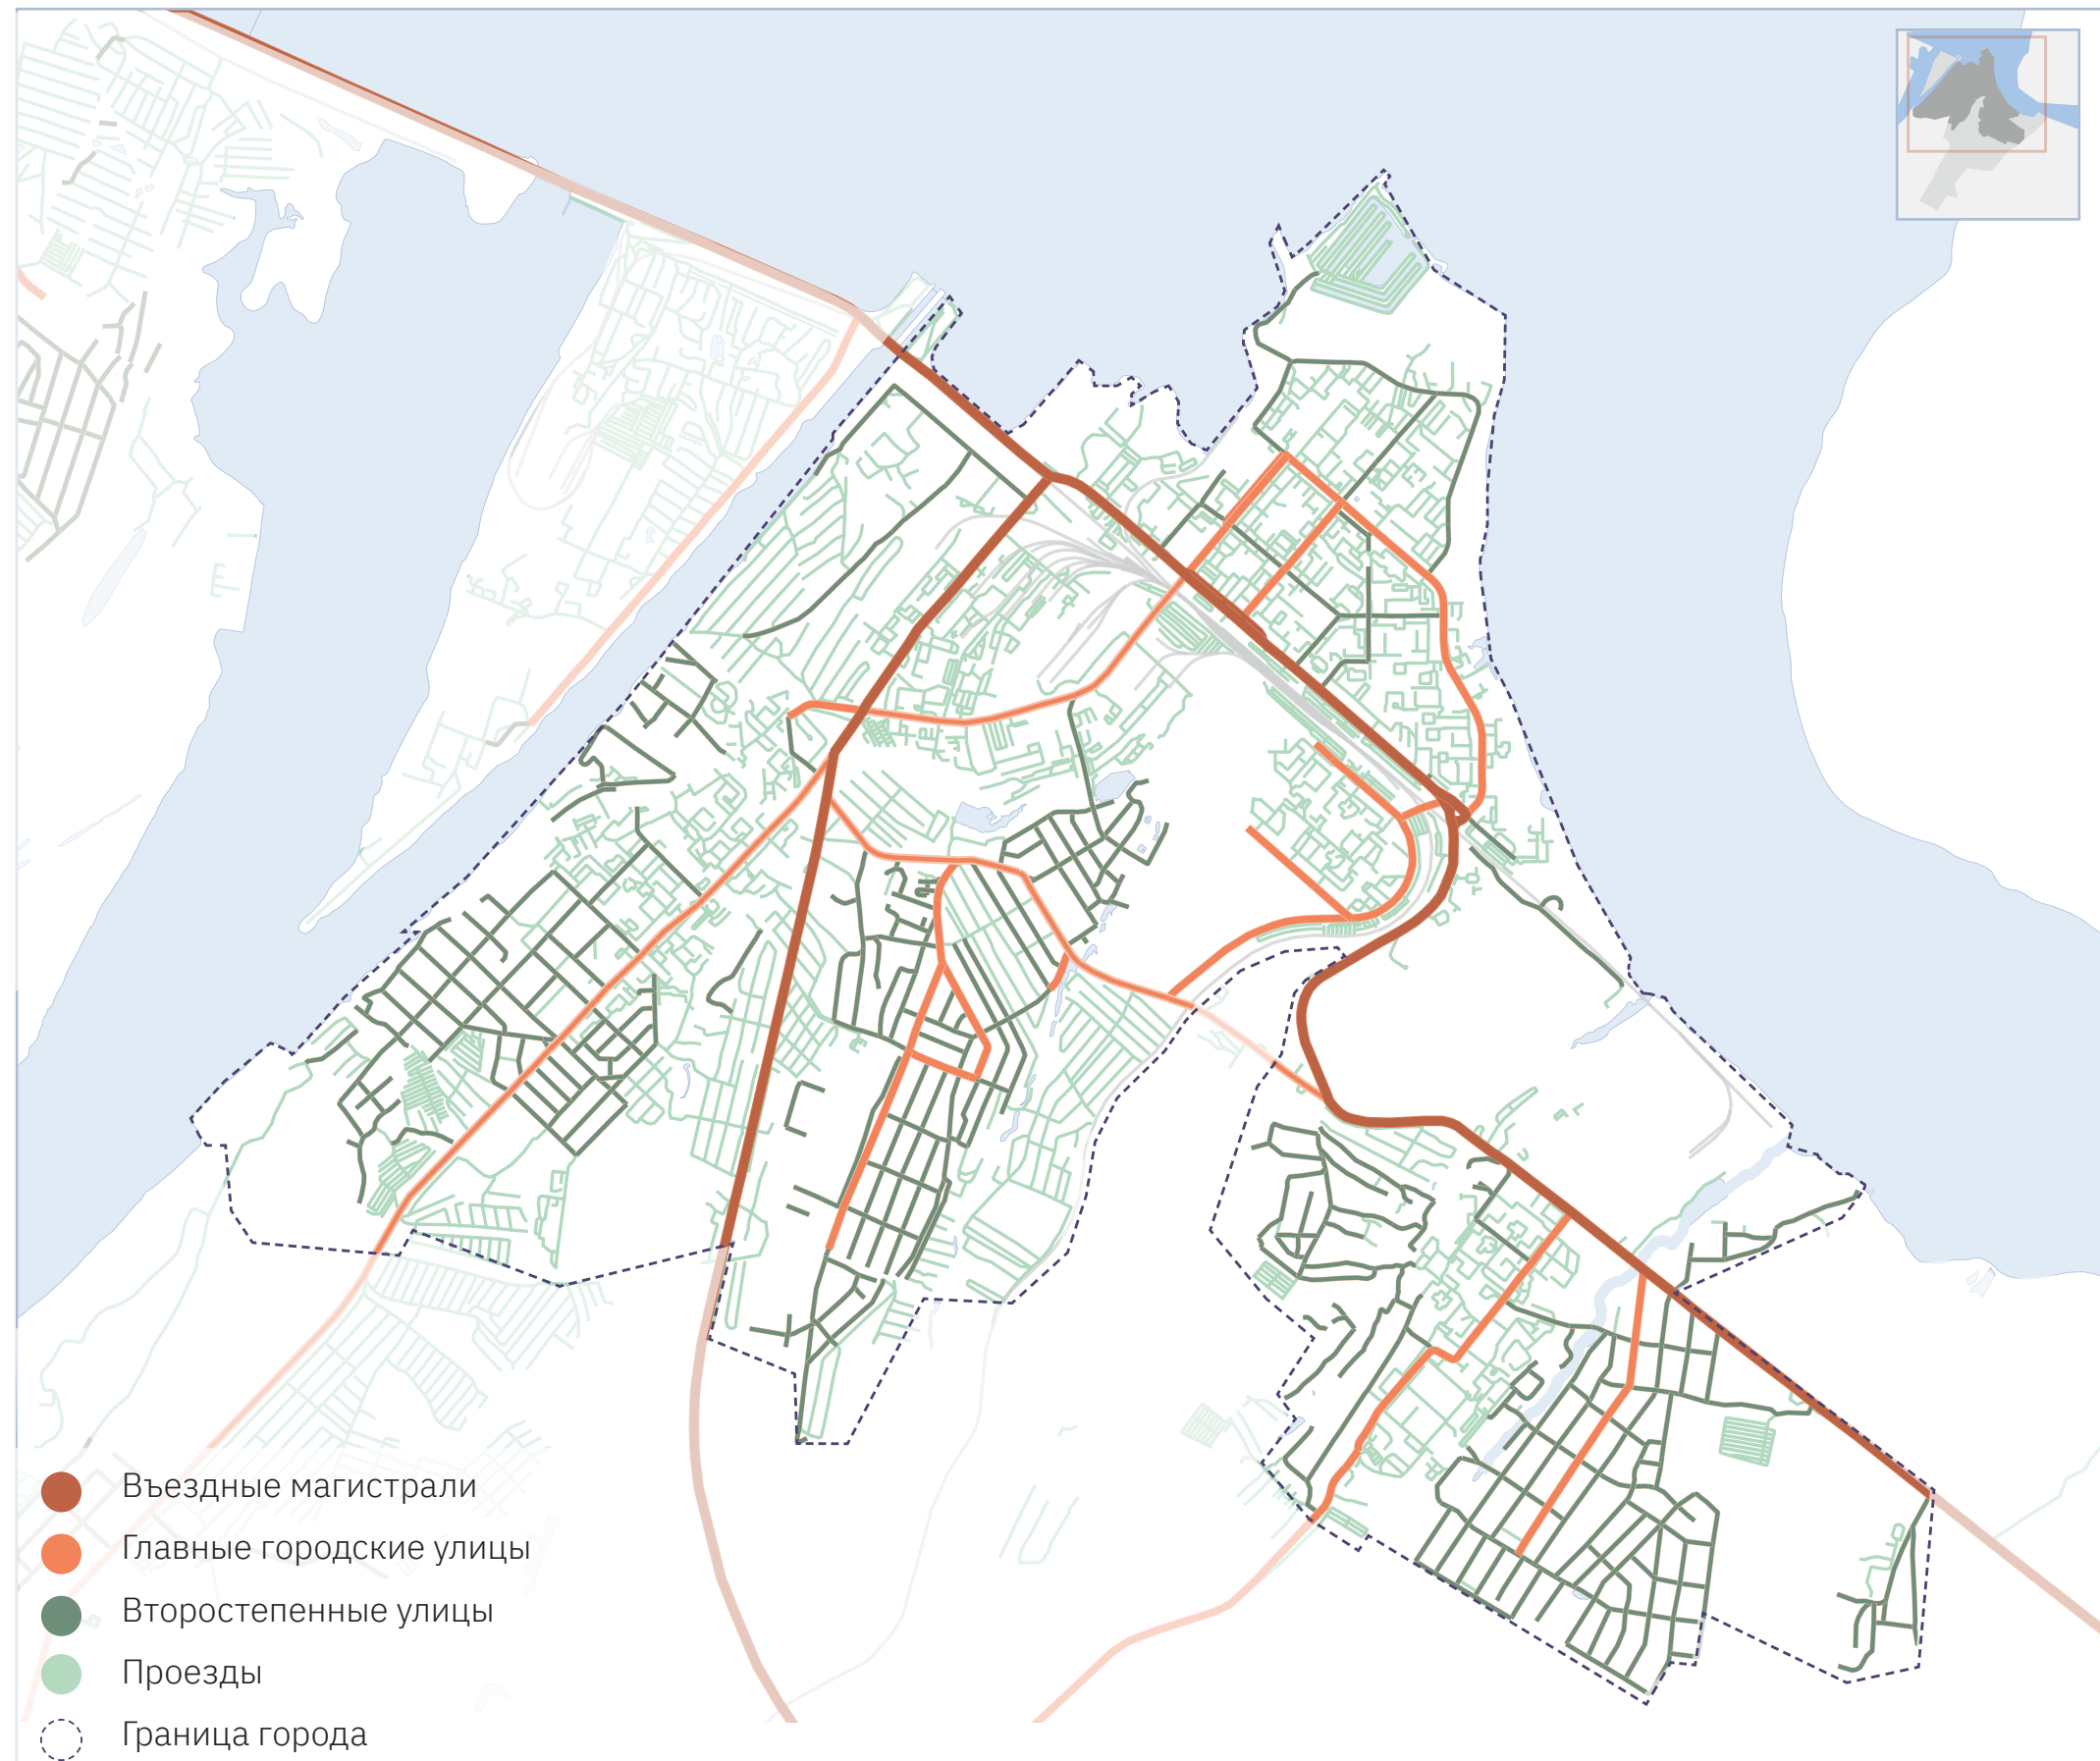 Въездные магистрали
Главные городские улицы
Второстепенные улицы
Проезды
Граница города